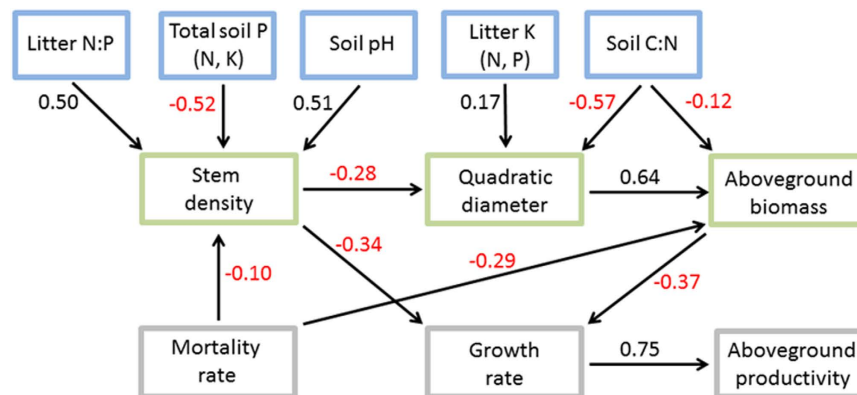 Litter N:P
Total soil P
(N, K)
Soil pH
Litter K
(N, P)
Soil C:N
0.50
-0.52
0.51
0.17
-0.57
-0.12
Stem
density
-0.28
Quadratic
diameter
0.64
Aboveground
biomass
-0.10
-0.34
-0.29
-0.37
Mortality
rate
Growth
rate
0.75
Aboveground
productivity